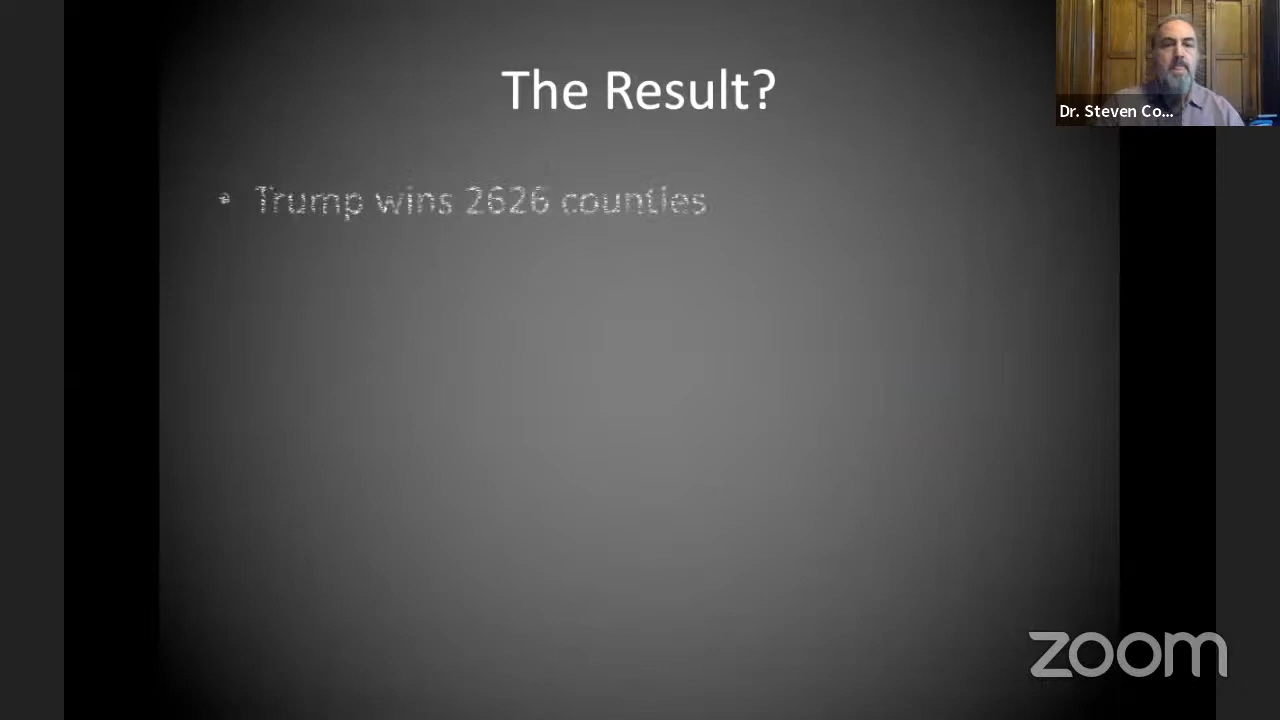 The Result?
Dr. Steven Co...
• Trump wins 2626 counties
zoom